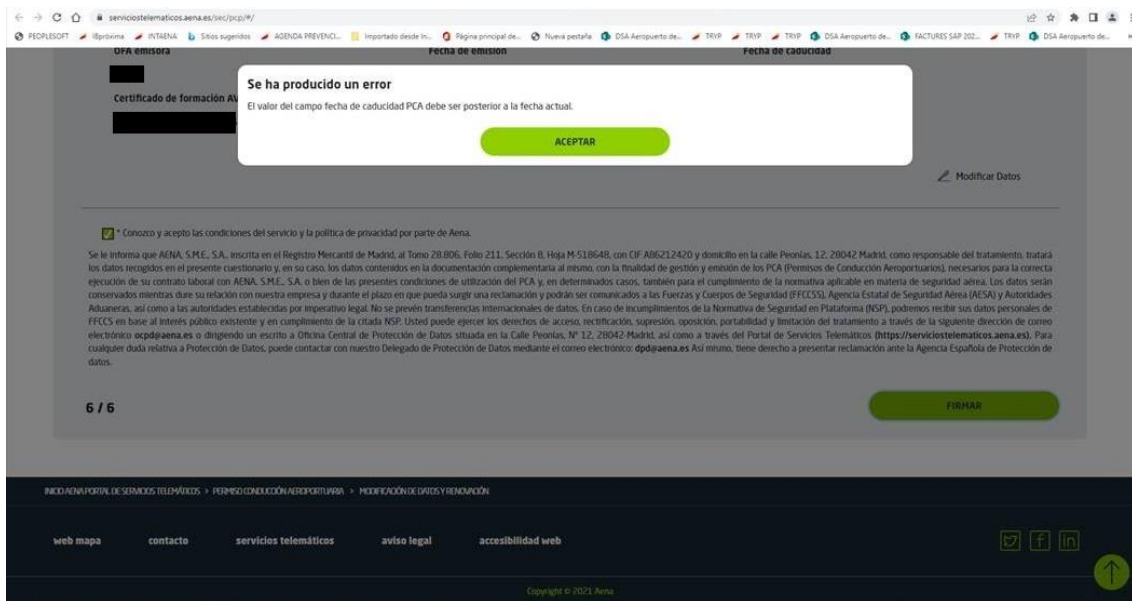 serviciostelematicos.aena.es/sec/pcp/#/
PEOPLESOFT IBproxima INTAENA Sitios sugeridos AGENDA PREVENCI... Importado desde In... Página principal de... Nueva pestaña DSA Aeropuerto de... TRYP TRYP TRYP DSA Aeropuerto de... FACTURES SAP 202... TRYP DSA Aeropuerto de...
OFA emisora Fecha de emisión Fecha de caducidad
Se ha producido un error
Certificado de formación AV
El valor del campo fecha de caducidad PCA debe ser posterior a la fecha actual.
ACEPTAR
Modificar Datos
* Conozco y acepto las condiciones del servicio y la política de privacidad por parte de Aena.
Se le informa que AENA, S.M.E., S.A., inscrita en el Registro Mercantil de Madrid, al Tomo 28.806, Folio 211, Sección 8, Hoja M-518648, con CIF A86212420 y domicilio en la calle Peonías, 12, 28042 Madrid, como responsable del tratamiento, tratará
los datos recogidos en el presente cuestionario y, en su caso, los datos contenidos en la documentación complementaria al mismo, con la finalidad de gestión y emisión de los PCA (Permisos de Conducción Aeroportuarios), necesarios para la correcta
ejecución de su contrato laboral con AENA, S.M.E., S.A. o bien de las presentes condiciones de utilización del PCA y, en determinados casos, también para el cumplimiento de la normativa aplicable en materia de seguridad aérea. Los datos serán
conservados mientras dure su relación con nuestra empresa y durante el plazo en que pueda surgir una reclamación y podrán ser comunicados a las Fuerzas y Cuerpos de Seguridad (FFCCSS), Agencia Estatal de Seguridad Aérea (AESA) y Autoridades
Aduaneras, así como a las autoridades establecidas por imperativo legal. No se prevén transferencias internacionales de datos. En caso de incumplimientos de la Normativa de Seguridad en Plataforma (NSP), podremos recibir sus datos personales de
FFCCS en base al interés público existente y en cumplimiento de la citada NSP. Usted puede ejercer los derechos de acceso, rectificación, supresión, oposición, portabilidad y limitación del tratamiento a través de la siguiente dirección de correo
electrónico ocpd@aena.es o dirigiendo un escrito a Oficina Central de Protección de Datos situada en la Calle Peonías, Nº 12, 28042-Madrid, así como a través del Portal de Servicios Telemáticos (https://serviciostelematicos.aena.es). Para
cualquier duda relativa a Protección de Datos, puede contactar con nuestro Delegado de Protección de Datos mediante el correo electrónico: dpd@aena.es Así mismo, tiene derecho a presentar reclamación ante la Agencia Española de Protección de
datos.
6 / 6
FIRMAR
INICIO AENA PORTAL DE SERVICIOS TELEMÁTICOS > PERMISO CONDUCCIÓN AEROPORTUARIA > MODIFICACIÓN DE DATOS Y RENOVACIÓN
web mapa contacto servicios telemáticos aviso legal accesibilidad web
Copyright © 2021 Aena